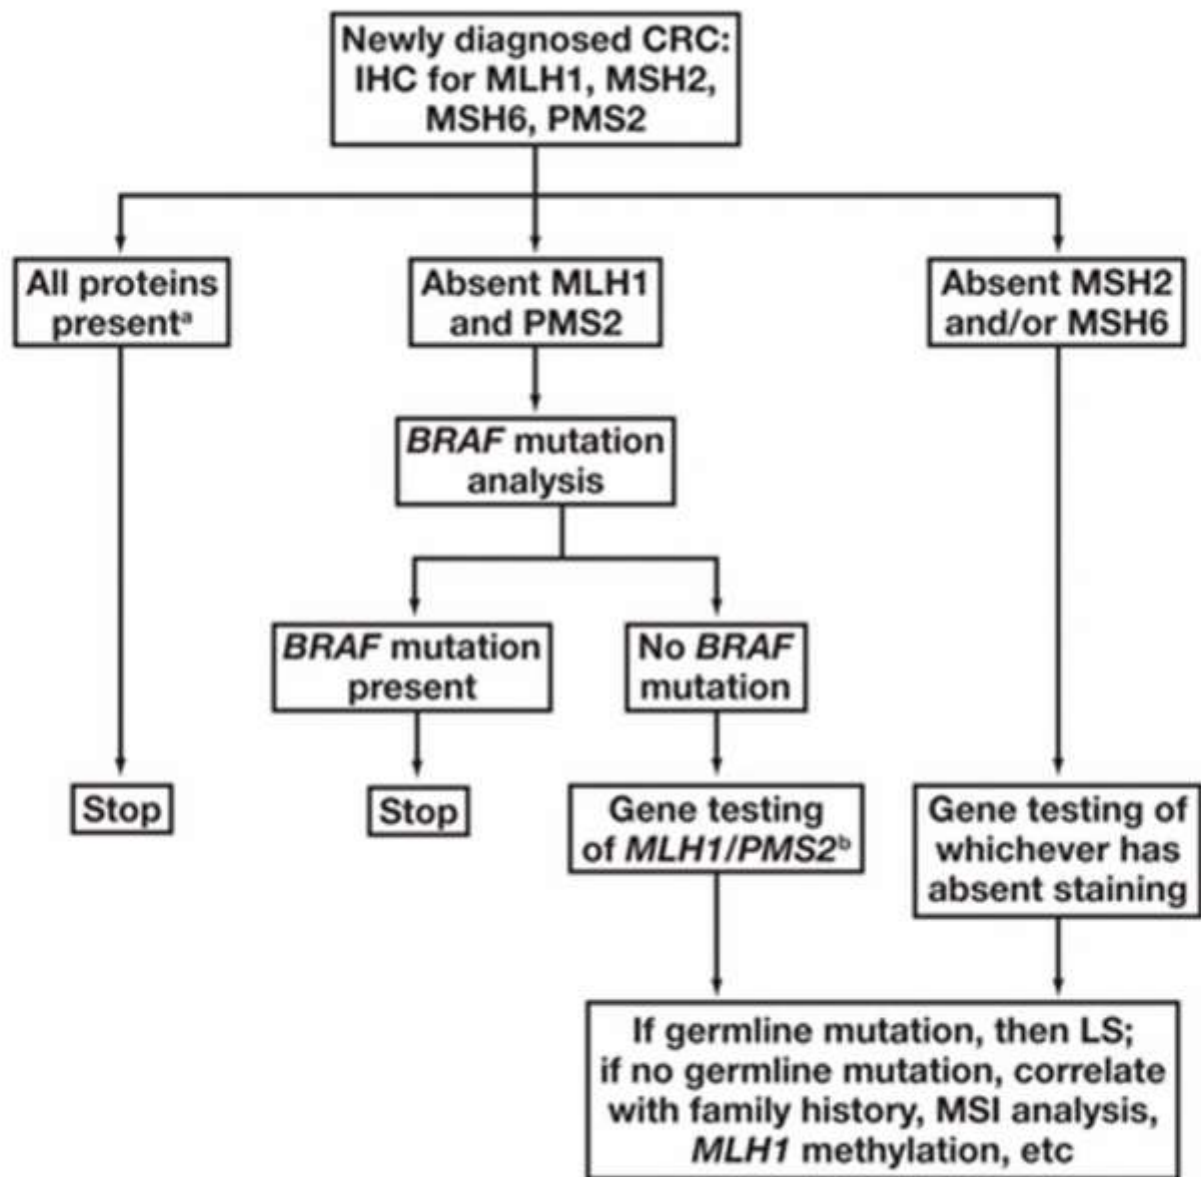 Newly diagnosed CRC:
IHC for MLH1, MSH2,
MSH6, PMS2
All proteins
presentᵃ
Absent MLH1
and PMS2
Absent MSH2
and/or MSH6
BRAF mutation
analysis
BRAF mutation
present
No BRAF
mutation
Stop
Stop
Gene testing
of MLH1/PMS2ᵇ
Gene testing of
whichever has
absent staining
If germline mutation, then LS;
if no germline mutation, correlate
with family history, MSI analysis,
MLH1 methylation, etc